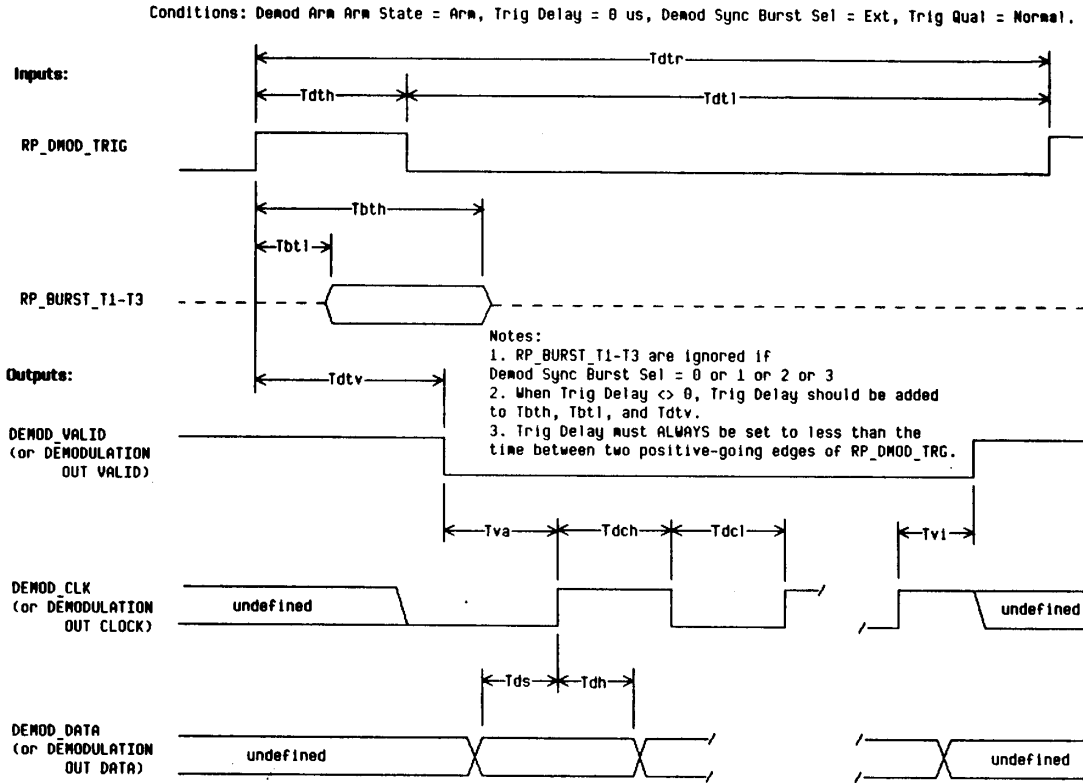 Conditions: Demod Arm Arm State = Arm, Trig Delay = 0 us, Demod Sync Burst Sel = Ext, Trig Qual = Normal.
Inputs:
Tdtr
Tdth
Tdtl
RP_DMOD_TRIG
Tbth
Tbtl
RP_BURST_T1-T3
Notes:
1. RP_BURST_T1-T3 are ignored if
Demod Sync Burst Sel = 0 or 1 or 2 or 3
2. When Trig Delay <> 0, Trig Delay should be added
to Tbth, Tbtl, and Tdtv.
3. Trig Delay must ALWAYS be set to less than the
time between two positive-going edges of RP_DMOD_TRG.
Outputs:
Tdtv
DEMOD_VALID
(or DEMODULATION
OUT VALID)
Tva
Tdch
Tdcl
Tvi
DEMOD_CLK
(or DEMODULATION
OUT CLOCK)
undefined
undefined
Tds
Tdh
DEMOD_DATA
(or DEMODULATION
OUT DATA)
undefined
undefined